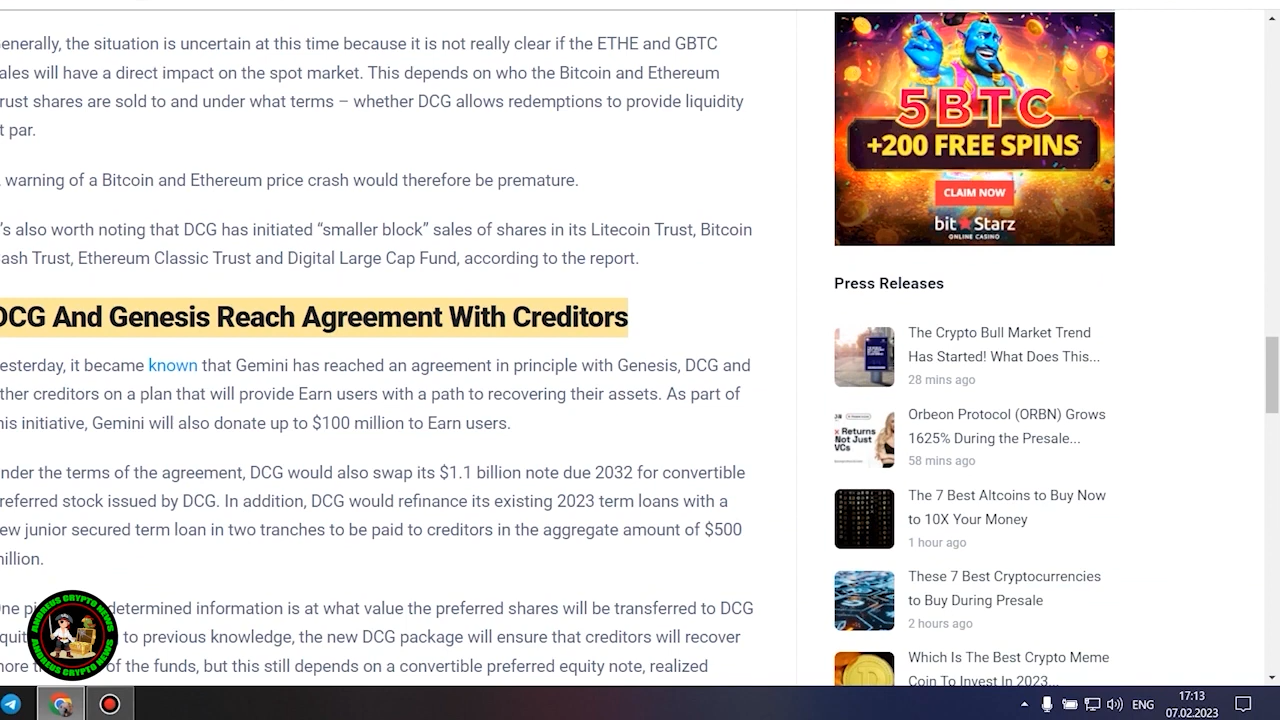 enerally, the situation is uncertain at this time because it is not really clear if the ETHE and GBTC
ales will have a direct impact on the spot market. This depends on who the Bitcoin and Ethereum
rust shares are sold to and under what terms – whether DCG allows redemptions to provide liquidity
t par.
warning of a Bitcoin and Ethereum price crash would therefore be premature.
's also worth noting that DCG has initiated “smaller block” sales of shares in its Litecoin Trust, Bitcoin
ash Trust, Ethereum Classic Trust and Digital Large Cap Fund, according to the report.
DCG And Genesis Reach Agreement With Creditors
esterday, it became known that Gemini has reached an agreement in principle with Genesis, DCG and
ther creditors on a plan that will provide Earn users with a path to recovering their assets. As part of
his initiative, Gemini will also donate up to $100 million to Earn users.
nder the terms of the agreement, DCG would also swap its $1.1 billion note due 2032 for convertible
referred stock issued by DCG. In addition, DCG would refinance its existing 2023 term loans with a
ew junior secured term loan in two tranches to be paid to creditors in the aggregate amount of $500
illion.
ne pi determined information is at what value the preferred shares will be transferred to DCG
quit to previous knowledge, the new DCG package will ensure that creditors will recover
ore of the funds, but this still depends on a convertible preferred equity note, realized
ANDREUS CRYPTO NEWS
ANDREUS CRYPTO NEWS
5BTC
+200 FREE SPINS
CLAIM NOW
bitStarz
ONLINE CASINO
Press Releases
The Crypto Bull Market Trend
Has Started! What Does This...
28 mins ago
Returns
Not Just
VCs
Orbeon Protocol (ORBN) Grows
1625% During the Presale...
58 mins ago
The 7 Best Altcoins to Buy Now
to 10X Your Money
1 hour ago
These 7 Best Cryptocurrencies
to Buy During Presale
2 hours ago
Which Is The Best Crypto Meme
Coin To Invest In 2023...
ENG
17:13
07.02.2023